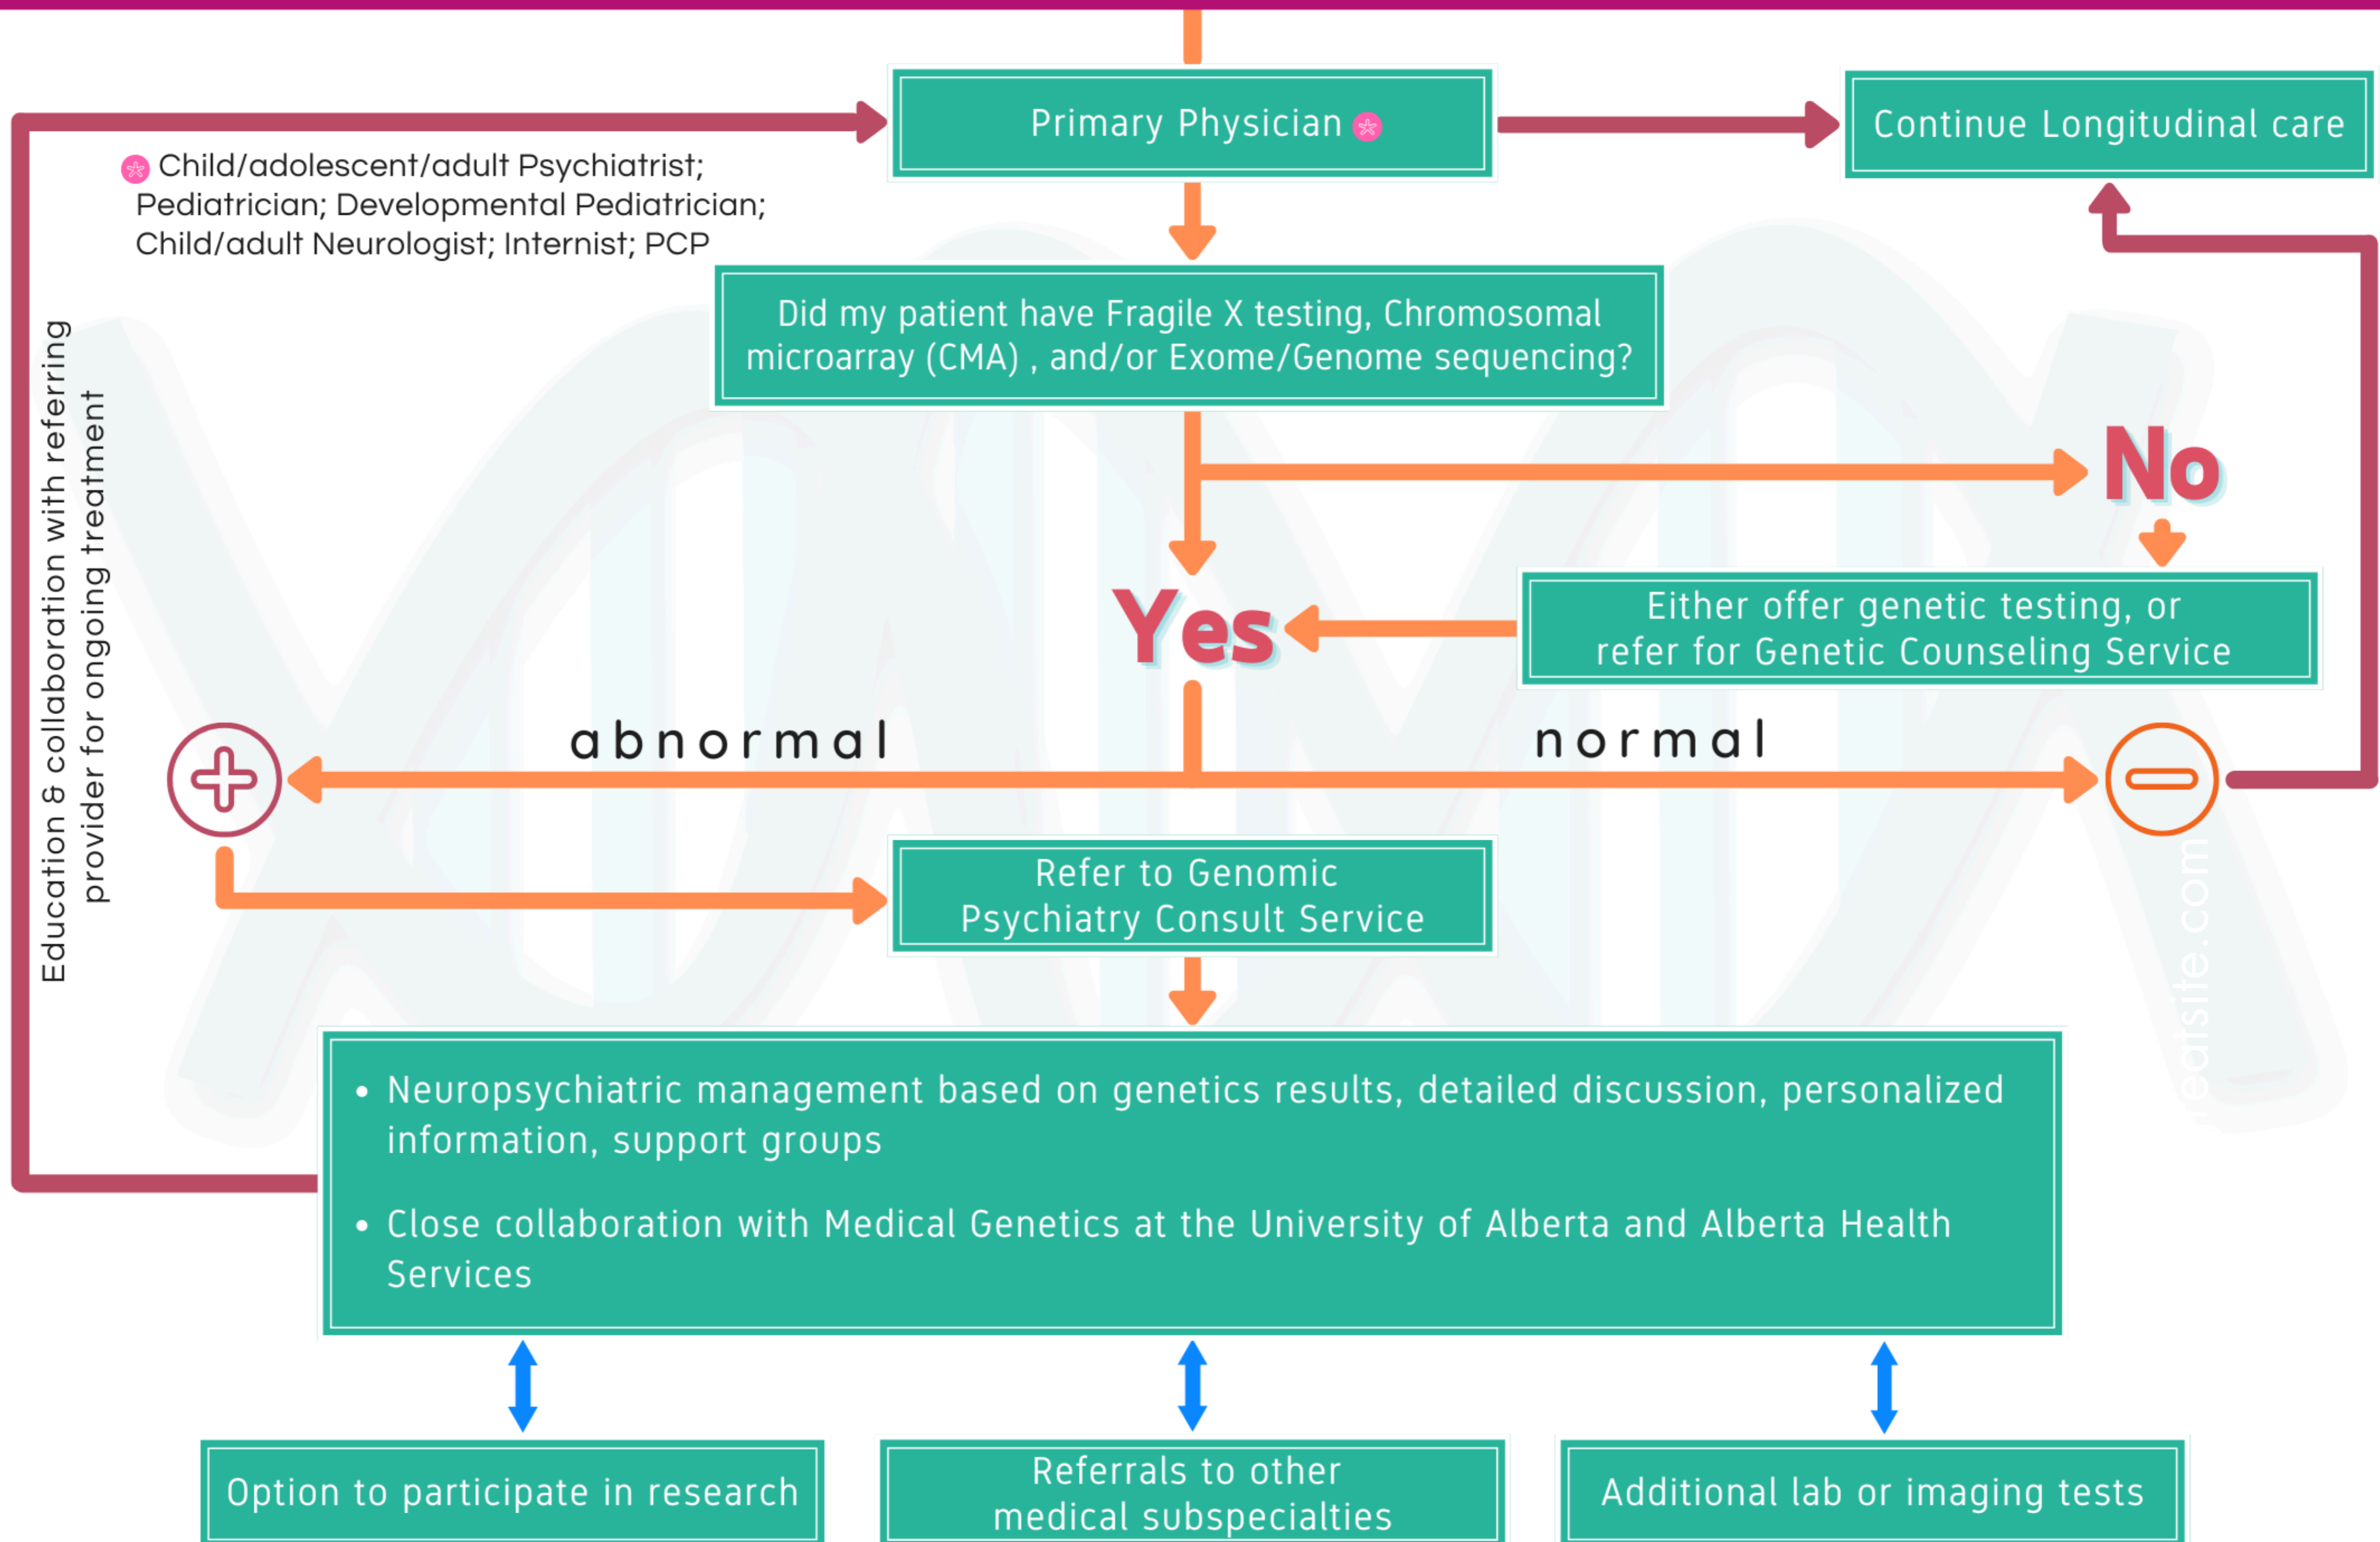 Primary Physician
Continue Longitudinal care
Child/adolescent/adult Psychiatrist;
Pediatrician; Developmental Pediatrician;
Child/adult Neurologist; Internist; PCP
Did my patient have Fragile X testing, Chromosomal
microarray (CMA) , and/or Exome/Genome sequencing?
No
Yes
Either offer genetic testing, or
refer for Genetic Counseling Service
abnormal
normal
Education & collaboration with referring
provider for ongoing treatment
Refer to Genomic
Psychiatry Consult Service
• Neuropsychiatric management based on genetics results, detailed discussion, personalized
information, support groups
• Close collaboration with Medical Genetics at the University of Alberta and Alberta Health
Services
Option to participate in research
Referrals to other
medical subspecialties
Additional lab or imaging tests